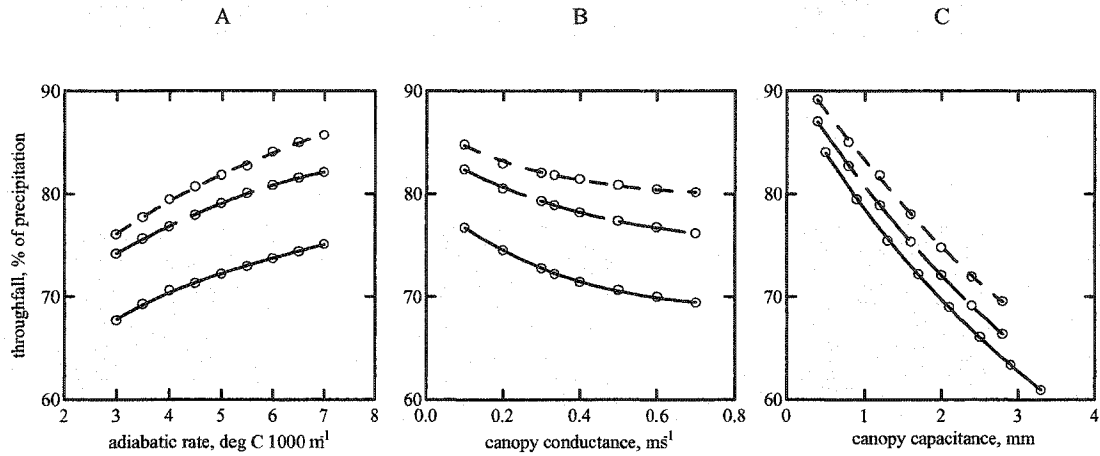 A B C
throughfall, % of precipitation
90 80 70 60
2 3 4 5 6 7 8
adiabatic rate, deg C 1000 m¹
90 80 70 60
0.0 0.2 0.4 0.6 0.8
canopy conductance, ms¹
90 80 70 60
0 1 2 3 4
canopy capacitance, mm